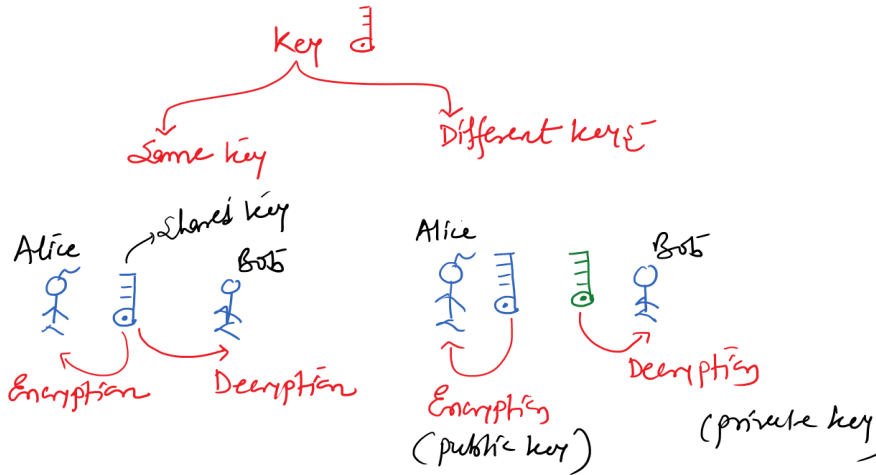 Key
Same key
Different keys
Alice
Shared key
Bob
Alice
Bob
Encryption
Decryption
Encryption
(public key)
Decryption
(private key)